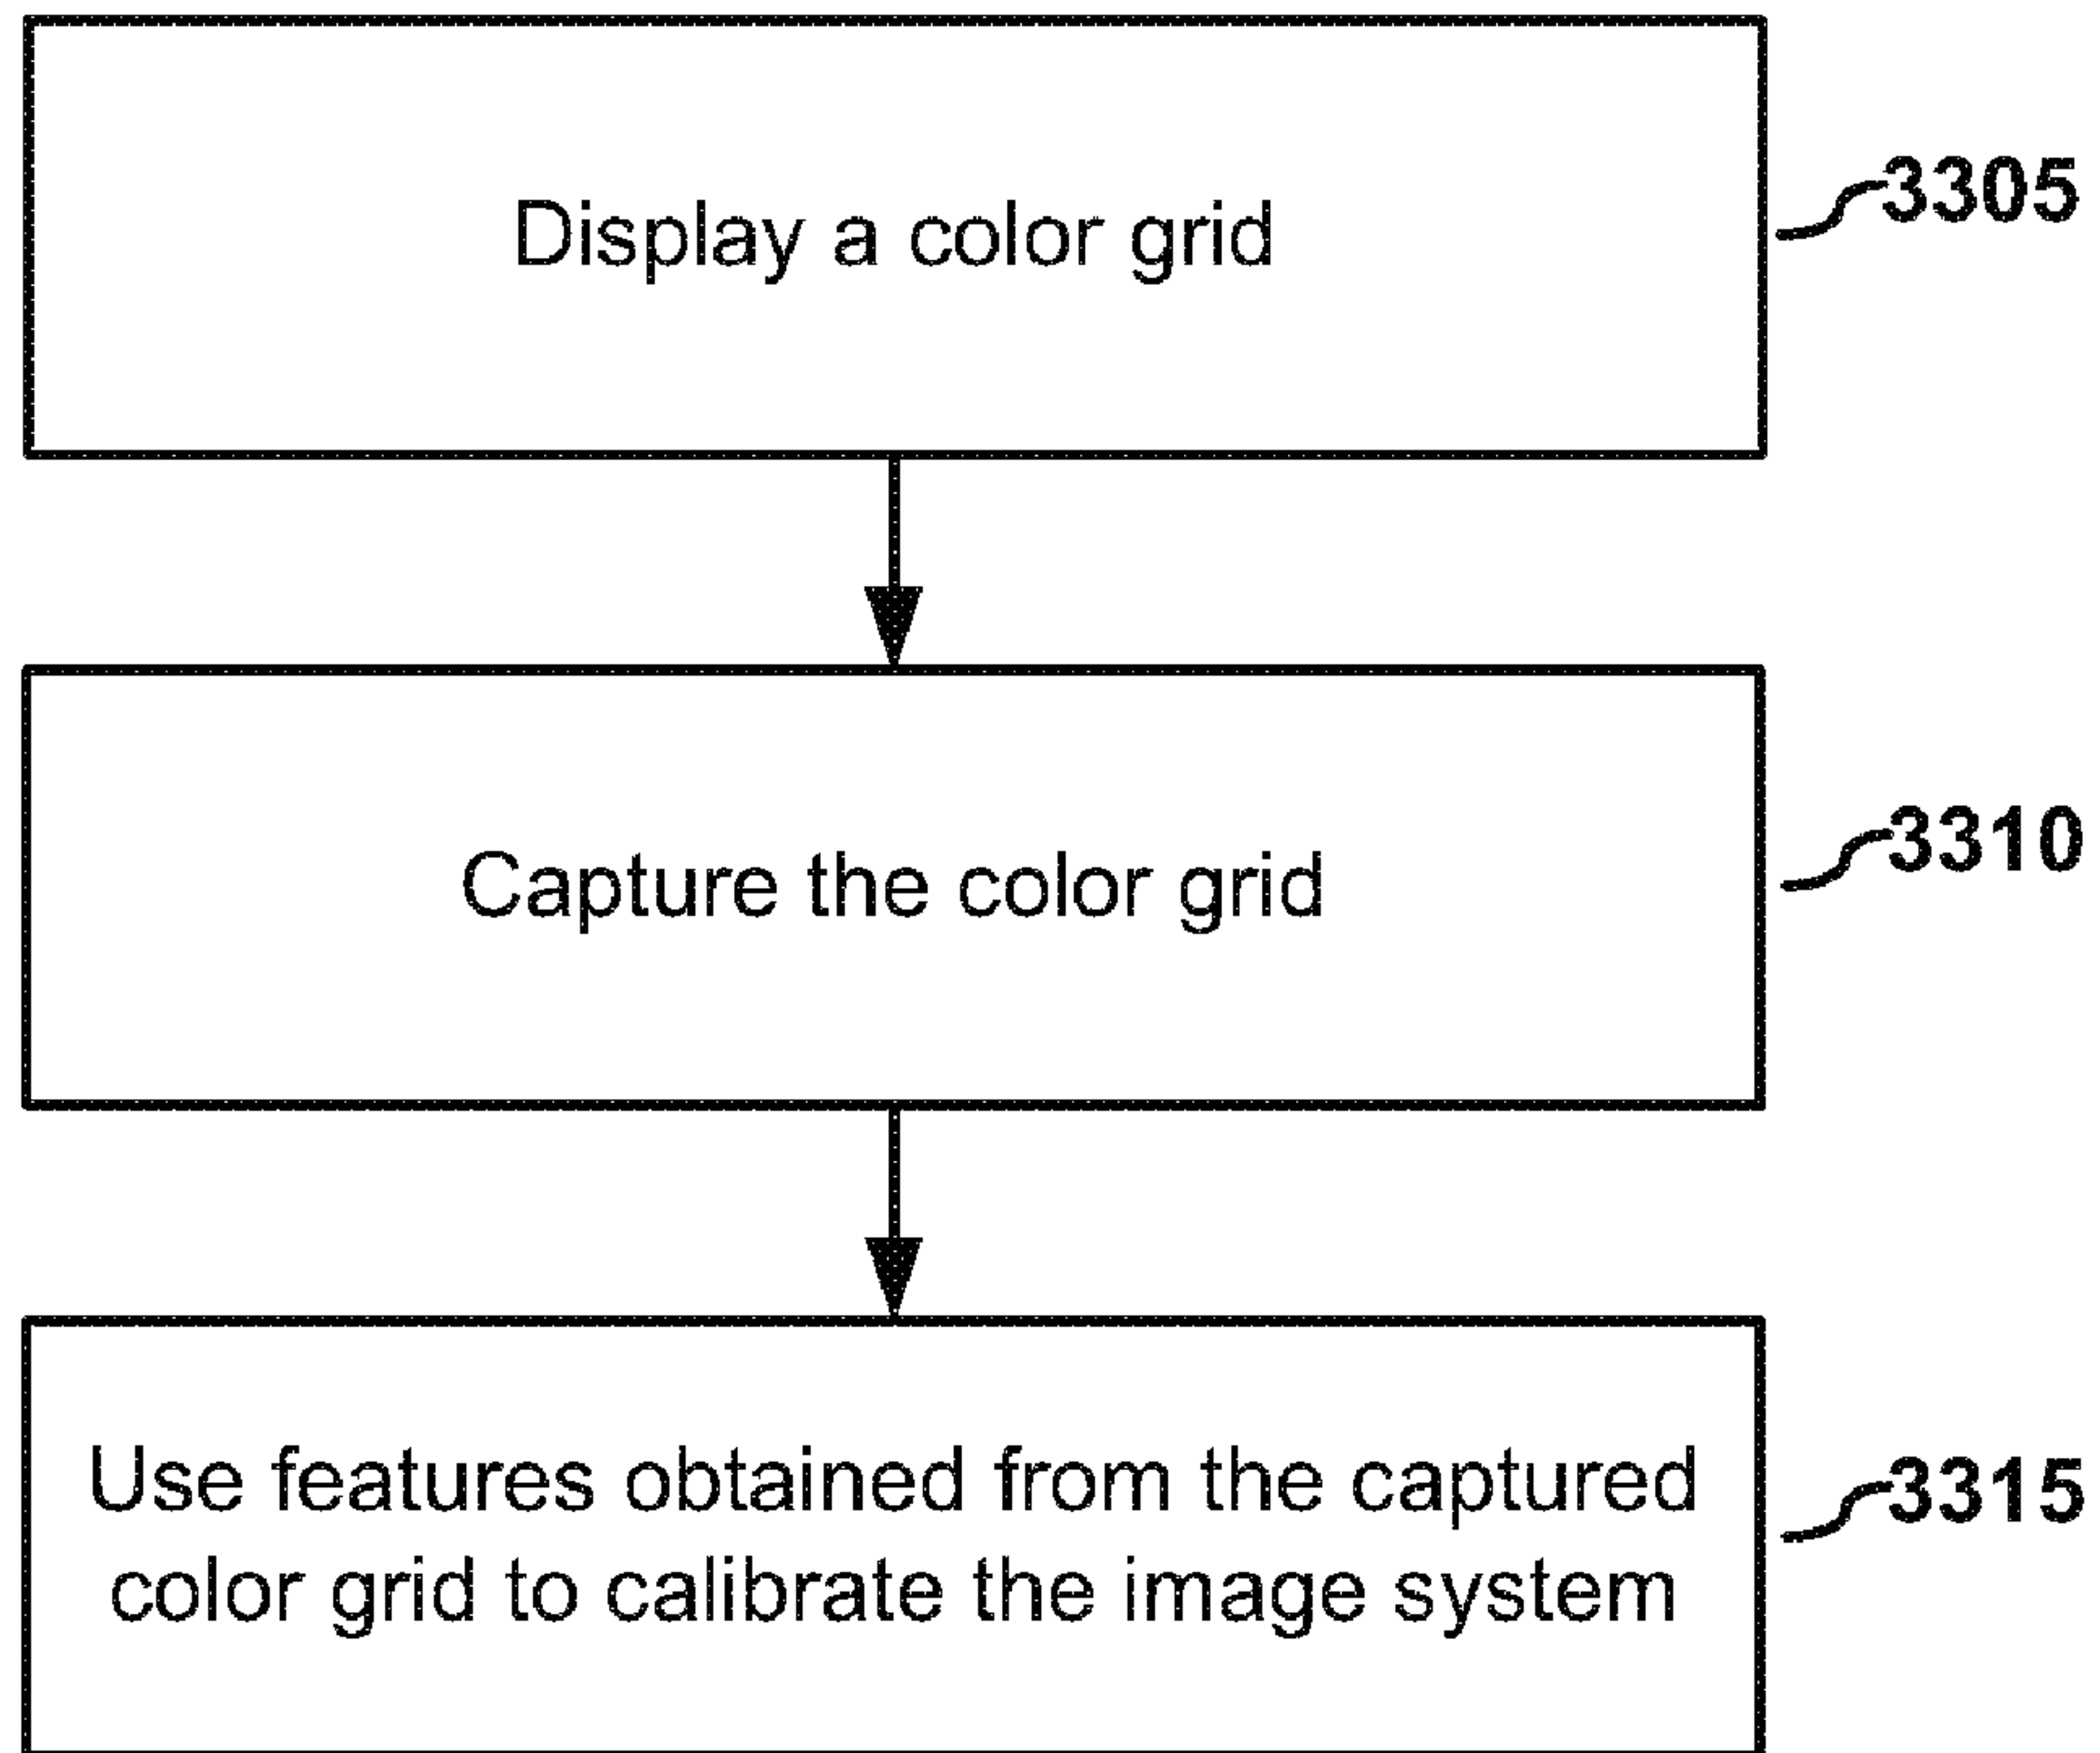 Display a color grid
3305
Capture the color grid
3310
Use features obtained from the captured
color grid to calibrate the image system
3315